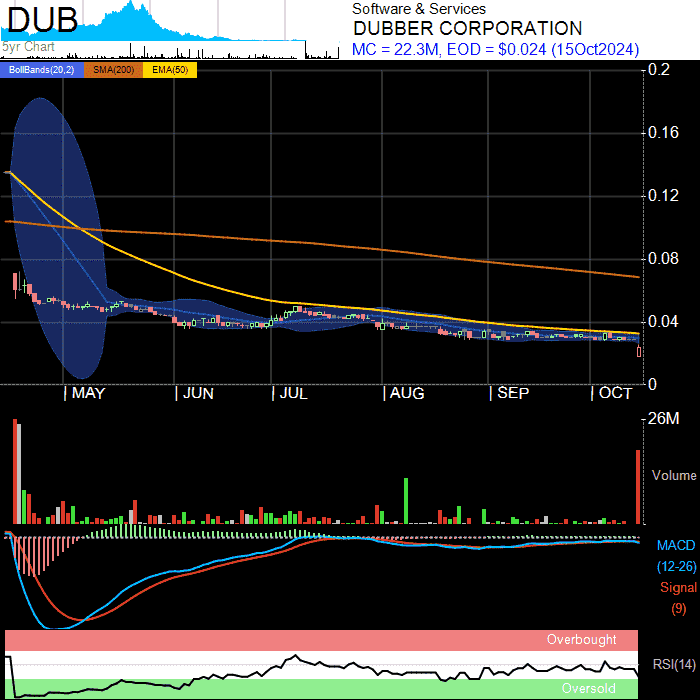 DUB
5yr Chart
Software & Services
DUBBER CORPORATION
MC = 22.3M, EOD = $0.024 (15Oct2024)
BollBands(20,2) SMA(200) EMA(50)
0.2
0.16
0.12
0.08
0.04
0
MAY JUN JUL AUG SEP OCT
26M
Volume
MACD
(12-26)
Signal
(9)
Overbought
RSI(14)
Oversold